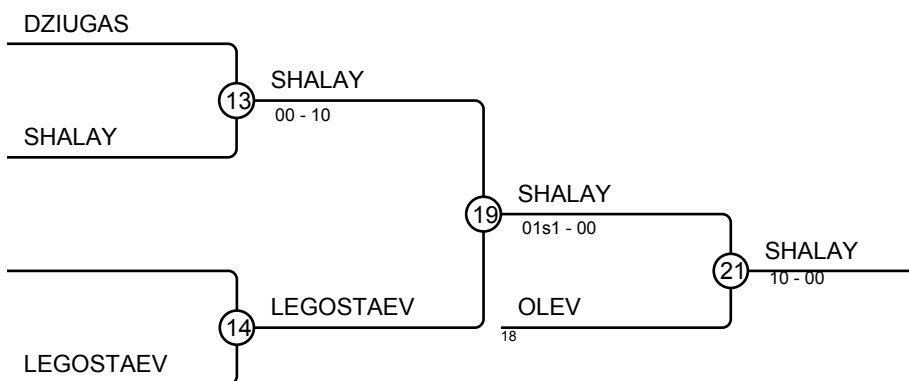 DZIUGAS
13
SHALAY
00 - 10
SHALAY
19
SHALAY
01s1 - 00
21
SHALAY
10 - 00
14
LEGOSTAEV
OLEV
18
LEGOSTAEV